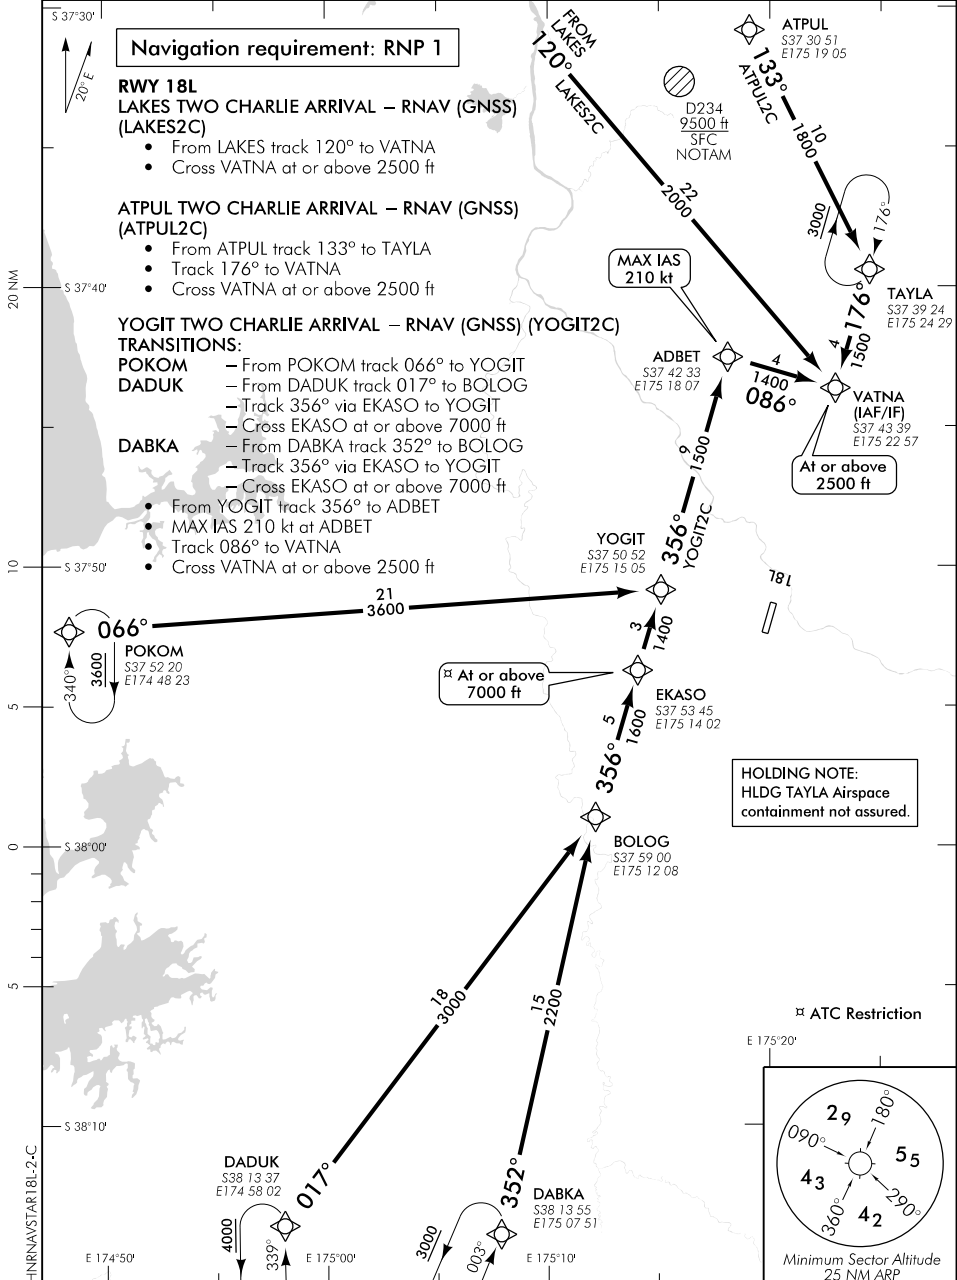 S 37°30'
20° E
Navigation requirement: RNP 1
RWY 18L
LAKES TWO CHARLIE ARRIVAL – RNAV (GNSS)
(LAKES2C)
• From LAKES track 120° to VATNA
• Cross VATNA at or above 2500 ft
ATPUL TWO CHARLIE ARRIVAL – RNAV (GNSS)
(ATPUL2C)
• From ATPUL track 133° to TAYLA
• Track 176° to VATNA
• Cross VATNA at or above 2500 ft
YOGIT TWO CHARLIE ARRIVAL – RNAV (GNSS) (YOGIT2C)
TRANSITIONS:
POKOM – From POKOM track 066° to YOGIT
DADUK – From DADUK track 017° to BOLOG
– Track 356° via EKASO to YOGIT
– Cross EKASO at or above 7000 ft
DABKA – From DABKA track 352° to BOLOG
– Track 356° via EKASO to YOGIT
– Cross EKASO at or above 7000 ft
• From YOGIT track 356° to ADBET
• MAX IAS 210 kt at ADBET
• Track 086° to VATNA
• Cross VATNA at or above 2500 ft
FROM
LAKES
120°
LAKES2C
22
2000
ATPUL
S37 30 51
E175 19 05
133°
ATPUL2C
10
1800
D234
9500 ft
SFC
NOTAM
3000
176°
TAYLA
S37 39 24
E175 24 29
176°
4
1500
MAX IAS
210 kt
ADBET
S37 42 33
E175 18 07
4
1400
086°
VATNA
(IAF/IF)
S37 43 39
E175 22 57
At or above
2500 ft
20 NM
S 37°40'
9
1500
356°
YOGIT2C
YOGIT
S37 50 52
E175 15 05
18L
10
S 37°50'
21
3600
066°
POKOM
S37 52 20
E174 48 23
340°
3600
3
1400
¤ At or above
7000 ft
EKASO
S37 53 45
E175 14 02
5
5
1600
356°
HOLDING NOTE:
HLDG TAYLA Airspace
containment not assured.
BOLOG
S37 59 00
E175 12 08
0
S 38°00'
5
18
3000
15
2200
¤ ATC Restriction
E 175°20'
S 38°10'
DADUK
S38 13 37
E174 58 02
017°
4000
339°
352°
DABKA
S38 13 55
E175 07 51
3000
003°
29
180°
090°
55
43
290°
360°
42
Minimum Sector Altitude
25 NM ARP
E 174°50'
E 175°00'
E 175°10'
HNRNAVSTAR18L-2-C